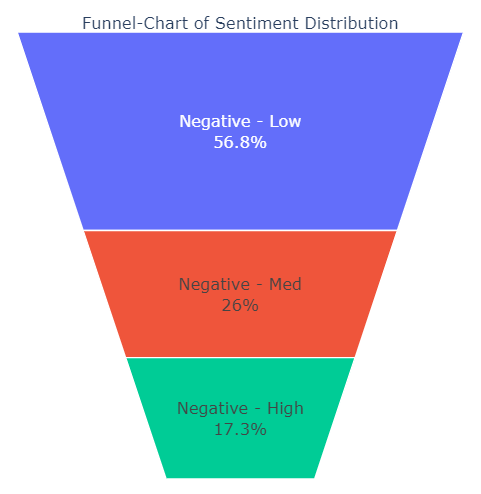 Funnel-Chart of Sentiment Distribution
Negative - Low
56.8%
Negative - Med
26%
Negative - High
17.3%